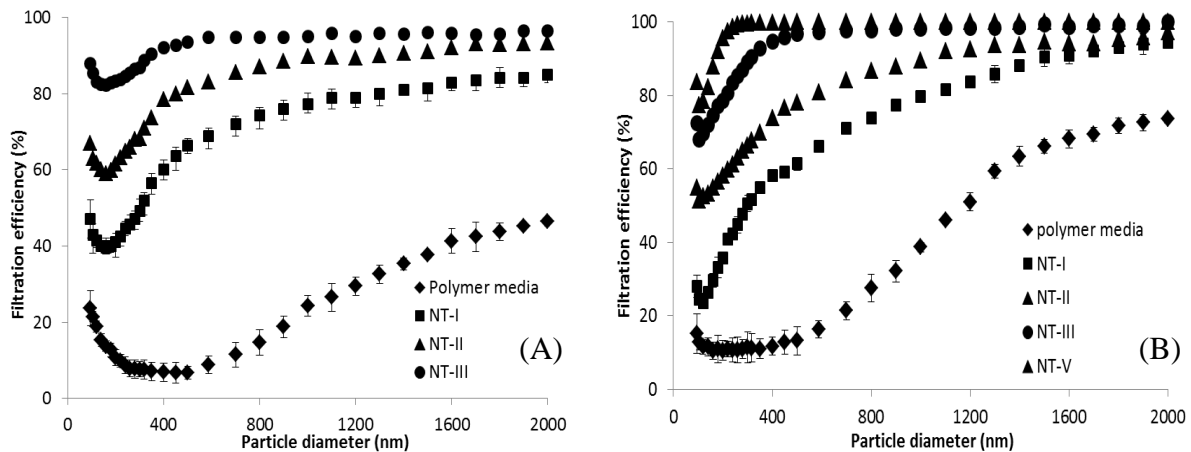 Filtration efficiency (%)
100
80
60
40
20
0
Polymer media
NT-I
NT-II
NT-III
(A)
0
400
800
1200
1600
2000
Particle diameter (nm)
Filtration efficiency (%)
100
80
60
40
20
0
polymer media
NT-I
NT-II
NT-III
NT-V
(B)
0
400
800
1200
1600
2000
Particle diameter (nm)